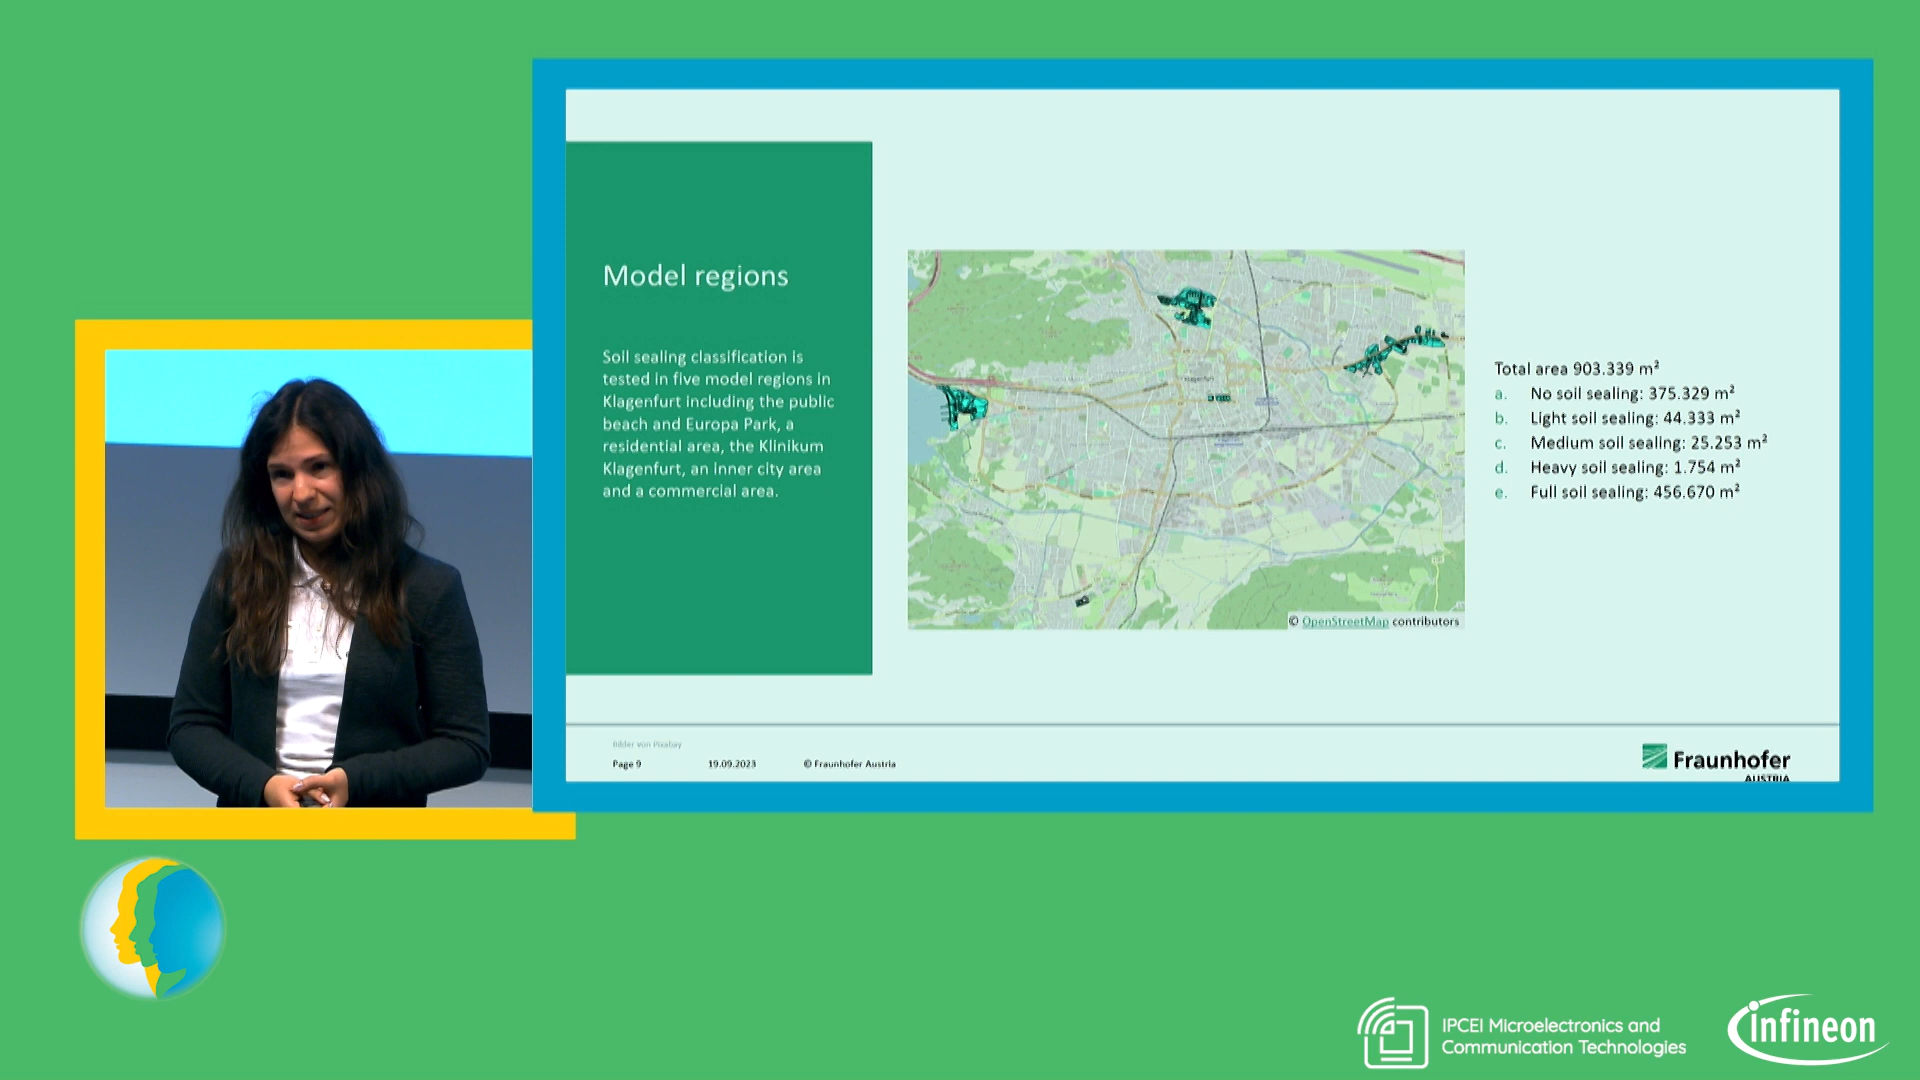 Model regions
Soil sealing classification is
tested in five model regions in
Klagenfurt including the public
beach and Europa Park, a
residential area, the Klinikum
Klagenfurt, an inner city area
and a commercial area.
© OpenStreetMap contributors
Total area 903.339 m²
a. No soil sealing: 375.329 m²
b. Light soil sealing: 44.333 m²
c. Medium soil sealing: 25.253 m²
d. Heavy soil sealing: 1.754 m²
e. Full soil sealing: 456.670 m²
Bilder von Pixabay
Page 9 19.09.2023 © Fraunhofer Austria
Fraunhofer
AUSTRIA
IPCEI Microelectronics and
Communication Technologies
infineon